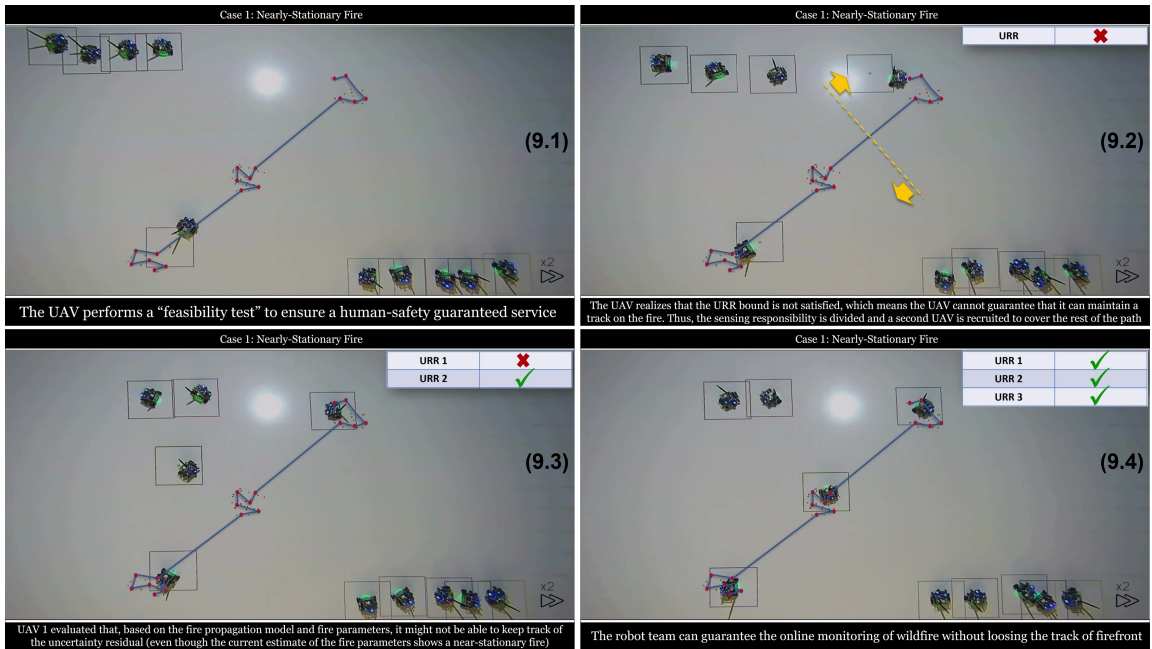 Case 1: Nearly-Stationary Fire
(9.1)
x2
The UAV performs a “feasibility test” to ensure a human-safety guaranteed service
Case 1: Nearly-Stationary Fire
URR ✖
(9.2)
x2
The UAV realizes that the URR bound is not satisfied, which means the UAV cannot guarantee that it can maintain a
track on the fire. Thus, the sensing responsibility is divided and a second UAV is recruited to cover the rest of the path
Case 1: Nearly-Stationary Fire
URR 1 ✖
URR 2 ✓
(9.3)
x2
UAV 1 evaluated that, based on the fire propagation model and fire parameters, it might not be able to keep track of
the uncertainty residual (even though the current estimate of the fire parameters shows a near-stationary fire)
Case 1: Nearly-Stationary Fire
URR 1 ✓
URR 2 ✓
URR 3 ✓
(9.4)
x2
The robot team can guarantee the online monitoring of wildfire without loosing the track of firefront